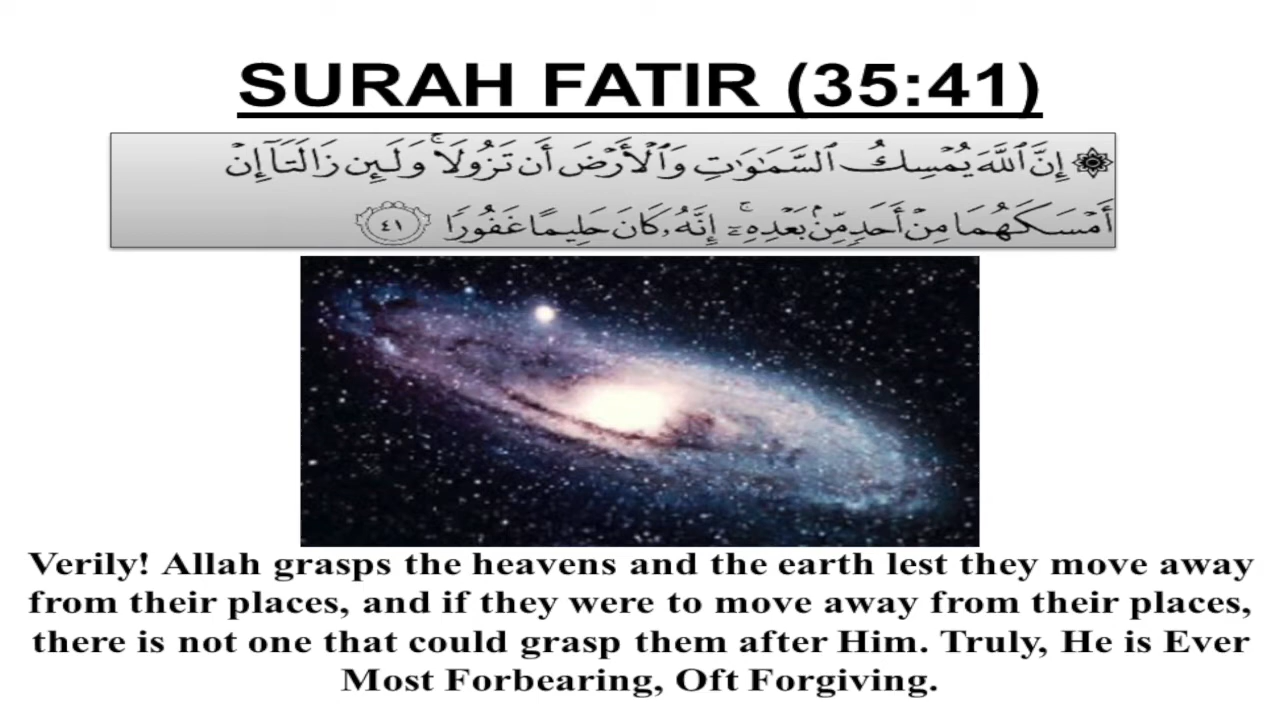 SURAH FATIR (35:41)
۞ إِنَّ ٱللَّهَ يُمْسِكُ ٱلسَّمَٰوَٰتِ وَٱلْأَرْضَ أَن تَزُولَا ۚ وَلَئِن زَالَتَآ إِنْ
أَمْسَكَهُمَا مِنْ أَحَدٍ مِّنۢ بَعْدِهِۦٓ ۚ إِنَّهُۥ كَانَ حَلِيمًا غَفُورًا ٤١
Verily! Allah grasps the heavens and the earth lest they move away
from their places, and if they were to move away from their places,
there is not one that could grasp them after Him. Truly, He is Ever
Most Forbearing, Oft Forgiving.